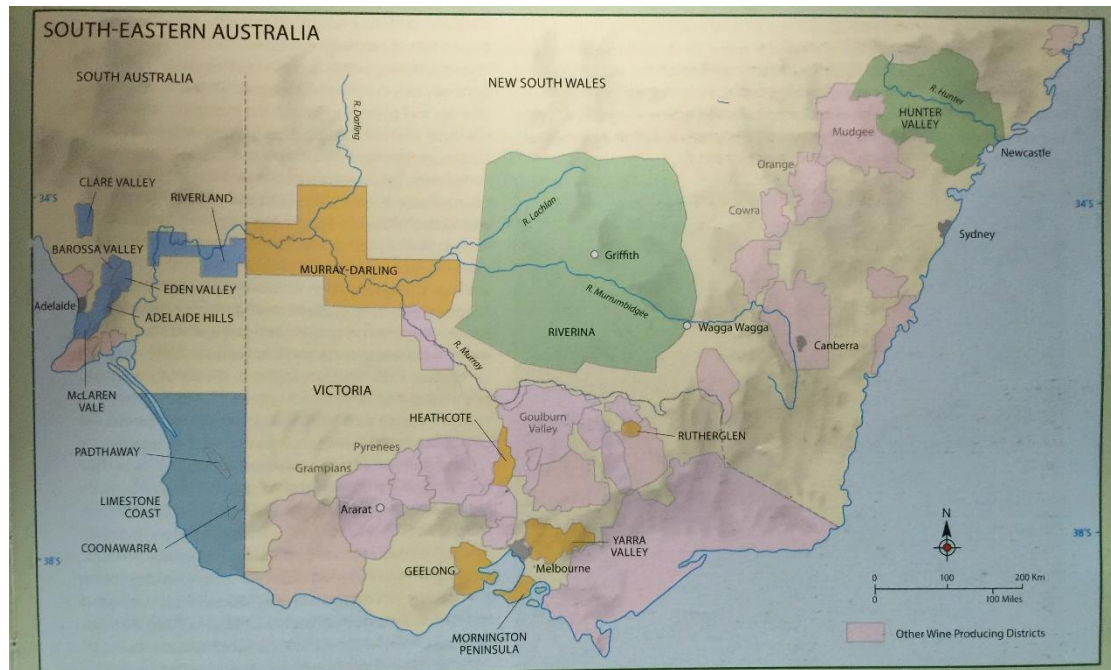 SOUTH-EASTERN AUSTRALIA
SOUTH AUSTRALIA
NEW SOUTH WALES
R. Darling
R. Hunter
HUNTER
VALLEY
Mudgee
Newcastle
Orange
CLARE VALLEY
34°S
RIVERLAND
R. Lachlan
Cowra
34°S
Sydney
BAROSSA VALLEY
MURRAY-DARLING
Griffith
EDEN VALLEY
R. Murrumbidgee
Adelaide
ADELAIDE HILLS
RIVERINA
Wagga Wagga
Canberra
R. Murray
McLAREN
VALE
VICTORIA
HEATHCOTE
Goulburn
Valley
RUTHERGLEN
Pyrenees
PADTHAWAY
Grampians
LIMESTONE
COAST
Ararat
COONAWARRA
38°S
38°S
YARRA
VALLEY
GEELONG
Melbourne
MORNINGTON
PENINSULA
N
0 100 200 Km
0 100 Miles
Other Wine Producing Districts